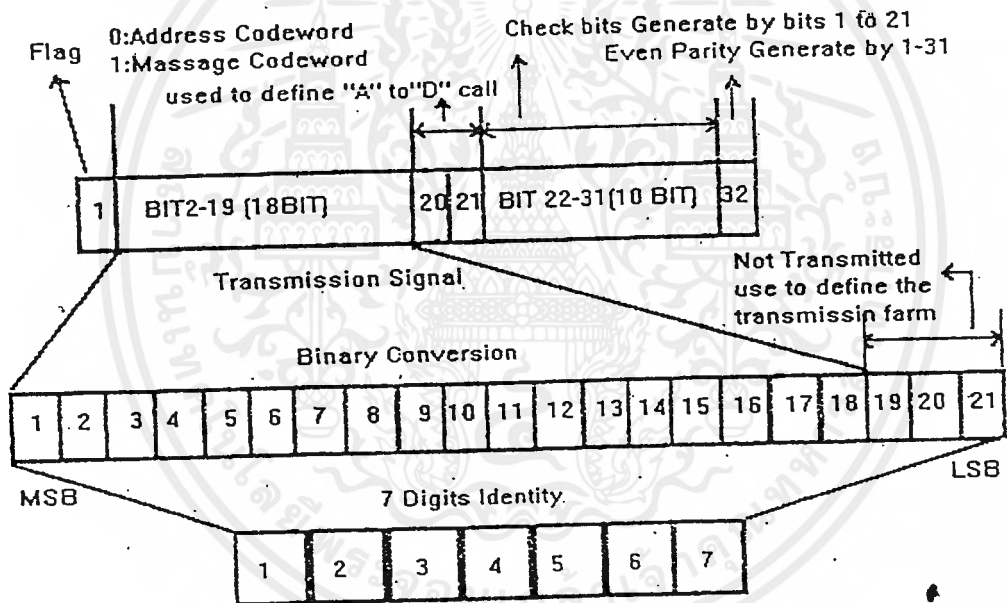 Flag
0:Address Codeword
1:Massage Codeword
used to define "A" to "D" call
Check bits Generate by bits 1 to 21
Even Parity Generate by 1-31
1 BIT2-19 (18BIT) 20 21 BIT 22-31(10 BIT) 32
Transmission Signal
Not Transmitted
use to define the
transmissin farm
Binary Conversion
1 2 3 4 5 6 7 8 9 10 11 12 13 14 15 16 17 18 19 20 21
MSB
LSB
7 Digits Identity.
1 2 3 4 5 6 7